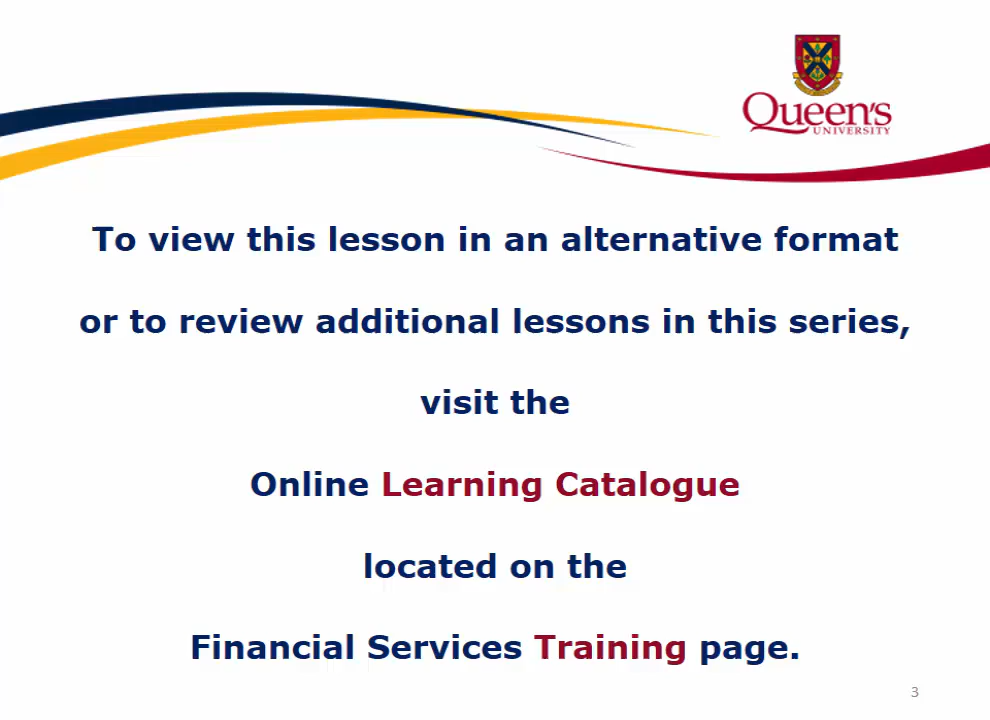 Queen's
UNIVERSITY
To view this lesson in an alternative format
or to review additional lessons in this series,
visit the
Online Learning Catalogue
located on the
Financial Services Training page.
3